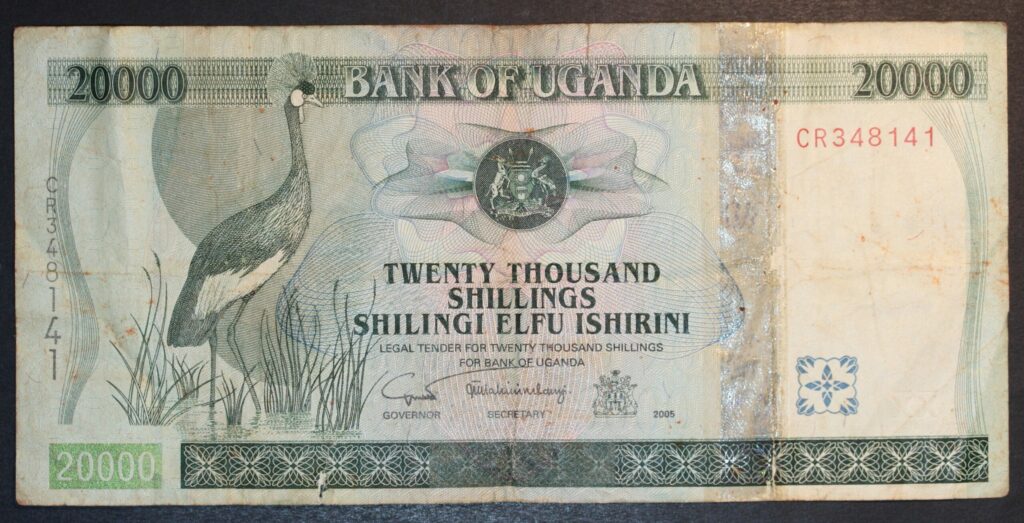 20000 BANK OF UGANDA 20000
CR348141
CR348141
TWENTY THOUSAND
SHILLINGS
SHILINGI ELFU ISHIRINI
LEGAL TENDER FOR TWENTY THOUSAND SHILLINGS
FOR BANK OF UGANDA
GOVERNOR SECRETARY 2005
20000